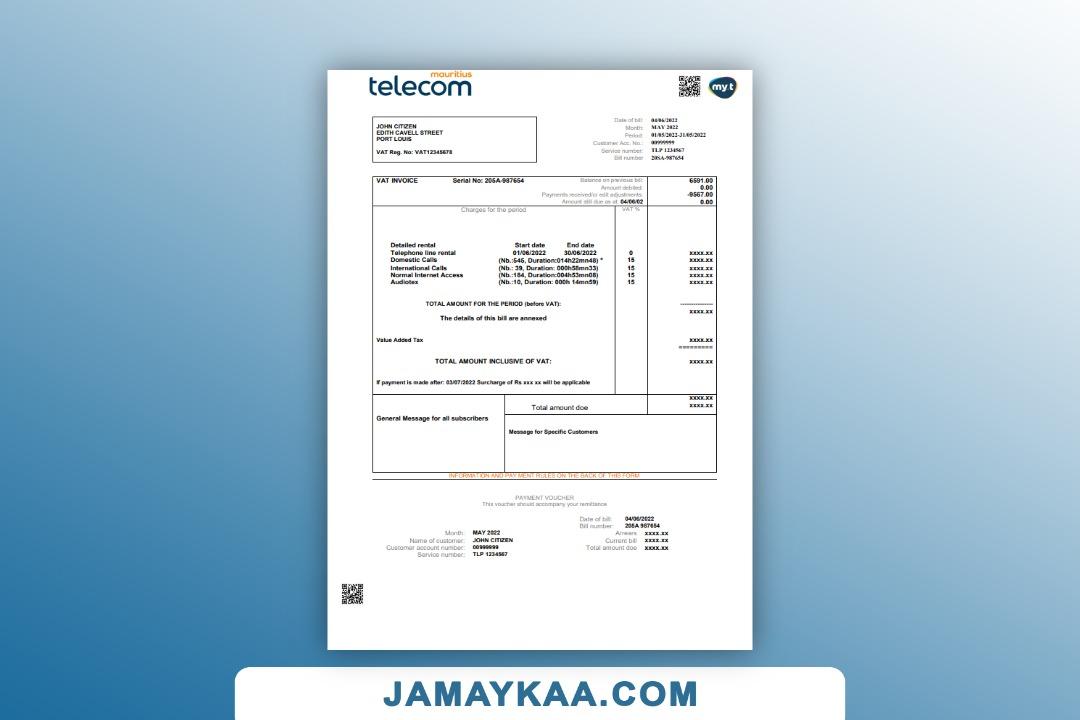 mauritius
telecom
my.t
JOHN CITIZEN
EDITH CAVELL STREET
PORT LOUIS
VAT Reg. No: VAT12345678
Date of bill: 04/06/2022
Month: MAY 2022
Period: 01/05/2022-31/05/2022
Customer Acc. No.: 00999999
Service number: TLP 1234567
Bill number 205A-987654
VAT INVOICE Serial No: 205A-987654 Balance on previous bill: 6591.00
Amount debited: 0.00
Payments received/or edit adjustments: -9567.00
Amount still due as at 04/06/02 0.00
Charges for the period VAT %
Detailed rental Start date End date
Telephone line rental 01/06/2022 30/06/2022 0 xxxx.xx
Domestic Calls (Nb.:545, Duration:014h22mn48) * 15 xxxx.xx
International Calls (Nb.: 39, Duration: 000h58mn33) 15 xxxx.xx
Normal Internet Access (Nb.:184, Duration:004h53mn08) 15 xxxx.xx
Audiotex (Nb.:10, Duration: 000h 14mn59) 15 xxxx.xx
TOTAL AMOUNT FOR THE PERIOD (before VAT): ---------------
xxxx.xx
The details of this bill are annexed
Value Added Tax xxxx.xx
=========
TOTAL AMOUNT INCLUSIVE OF VAT: xxxx.xx
If payment is made after: 03/07/2022 Surcharge of Rs xxx xx will be applicable
xxxx.xx
Total amount due xxxx.xx
General Message for all subscribers
Message for Specific Customers
INFORMATION AND PAYMENT RULES ON THE BACK OF THIS FORM
PAYMENT VOUCHER
This voucher should accompany your remittance
Date of bill: 04/06/2022
Bill number: 205A 987654
Month: MAY 2022 Arrears xxxx.xx
Name of customer: JOHN CITIZEN Current bill xxxx.xx
Customer account number: 00999999 Total amount due xxxx.xx
Service number: TLP 1234567
JAMAYKAA.COM